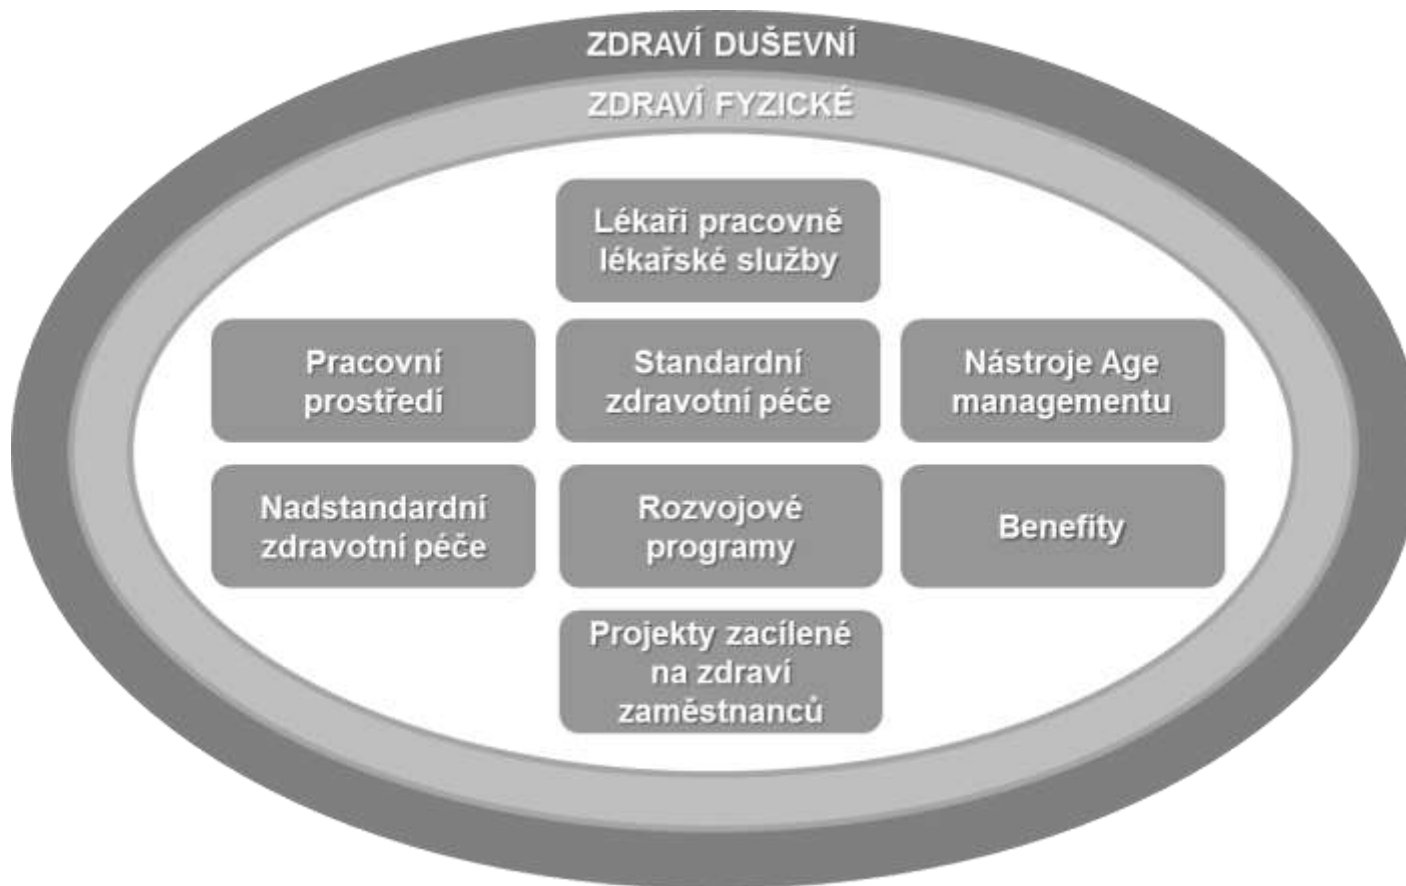 ZDRAVÍ DUŠEVNÍ
ZDRAVÍ FYZICKÉ
Lékaři pracovně
lékařské služby
Pracovní
prostředí
Standardní
zdravotní péče
Nástroje Age
managementu
Nadstandardní
zdravotní péče
Rozvojové
programy
Benefity
Projekty zacílené
na zdraví
zaměstnanců